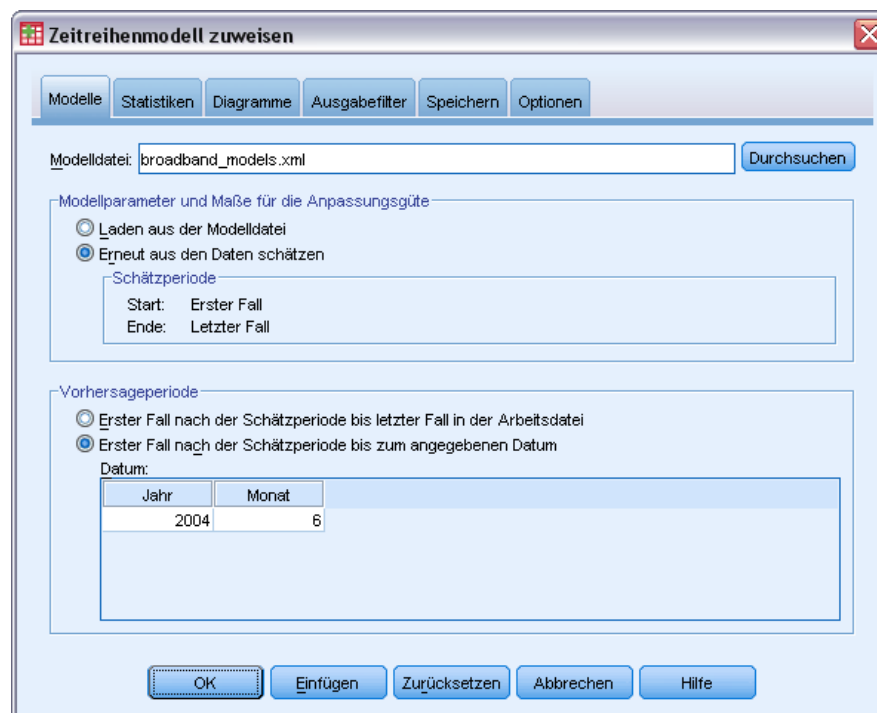 Zeitreihenmodell zuweisen
Modelle Statistiken Diagramme Ausgabefilter Speichern Optionen
Modelldatei: broadband_models.xml Durchsuchen
Modellparameter und Maße für die Anpassungsgüte
Laden aus der Modelldatei
Erneut aus den Daten schätzen
Schätzperiode
Start: Erster Fall
Ende: Letzter Fall
Vorhersageperiode
Erster Fall nach der Schätzperiode bis letzter Fall in der Arbeitsdatei
Erster Fall nach der Schätzperiode bis zum angegebenen Datum
Datum:
Jahr Monat
2004 6
OK Einfügen Zurücksetzen Abbrechen Hilfe